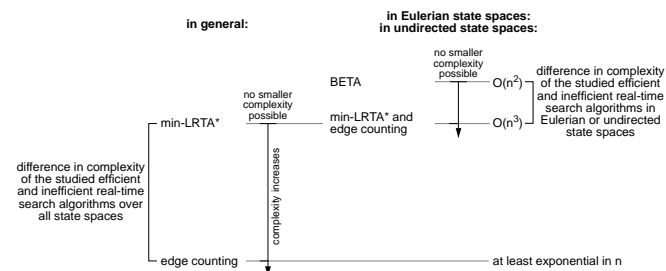 in general:
in Eulerian state spaces:
in undirected state spaces:
no smaller
complexity
possible
BETA
O(n²)
difference in complexity
of the studied efficient
and inefficient real-time
search algorithms in
Eulerian or undirected
state spaces
no smaller
complexity
possible
min-LRTA*
min-LRTA* and
edge counting
O(n³)
difference in complexity
of the studied efficient
and inefficient real-time
search algorithms over
all state spaces
complexity increases
edge counting
at least exponential in n